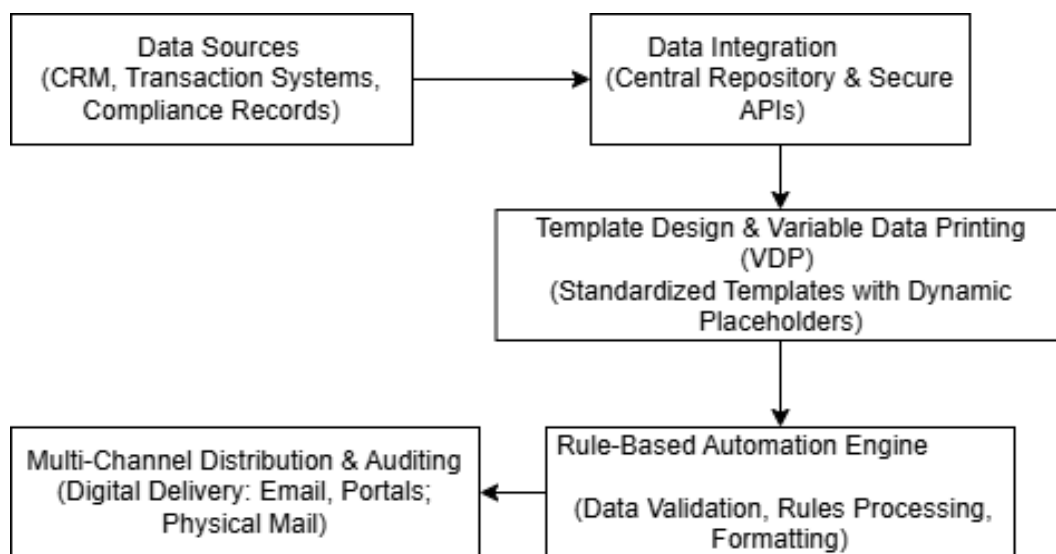 Data Sources
(CRM, Transaction Systems,
Compliance Records)
Data Integration
(Central Repository & Secure
APIs)
Template Design & Variable Data Printing
(VDP)
(Standardized Templates with Dynamic
Placeholders)
Rule-Based Automation Engine
(Data Validation, Rules Processing,
Formatting)
Multi-Channel Distribution & Auditing
(Digital Delivery: Email, Portals;
Physical Mail)